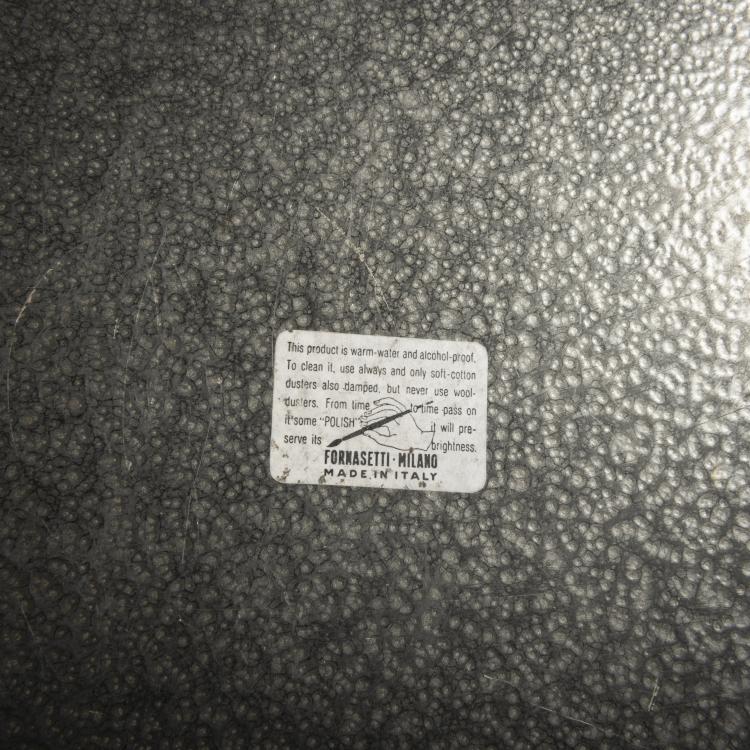 This product is warm-water and alcohol-proof.
To clean it, use always and only soft-cotton
dusters also damped, but never use wool-
dusters. From time to time pass on
it some "POLISH" it will pre-
serve its brightness.
FORNASETTI · MILANO
MADE IN ITALY